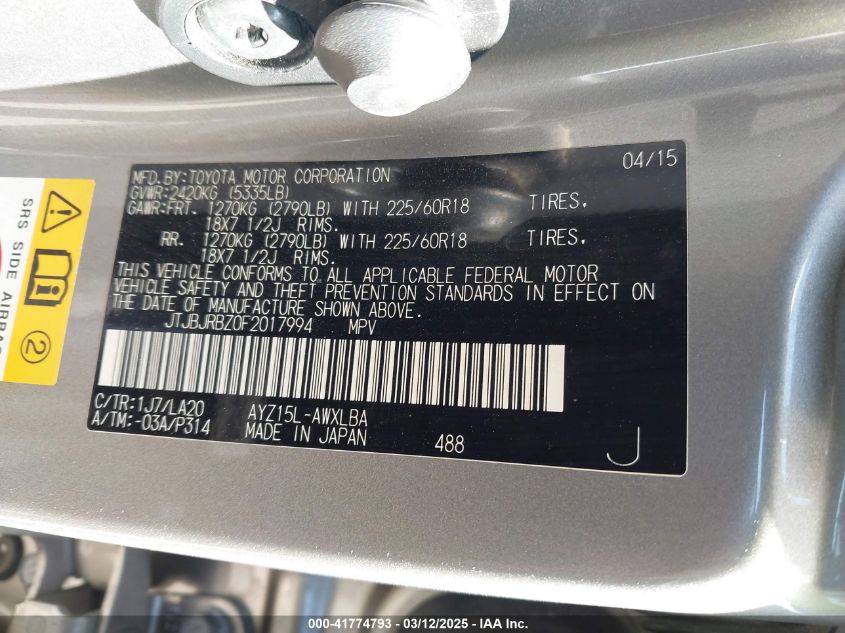 MFD.BY:TOYOTA MOTOR CORPORATION 04/15
GVWR:2420KG (5335LB)
GAWR:FRT. 1270KG (2790LB) WITH 225/60R18 TIRES,
18X7 1/2J RIMS.
RR. 1270KG (2790LB) WITH 225/60R18 TIRES,
18X7 1/2J RIMS.
THIS VEHICLE CONFORMS TO ALL APPLICABLE FEDERAL MOTOR
VEHICLE SAFETY AND THEFT PREVENTION STANDARDS IN EFFECT ON
THE DATE OF MANUFACTURE SHOWN ABOVE.
JTJBJRBZ0F2017994 MPV
C/TR:1J7/LA20 AYZ15L-AWXLBA
A/TM:-03A/P314 MADE IN JAPAN 488 J
SRS SIDE AIRBAG
2
000-41774793 - 03/12/2025 - IAA Inc.